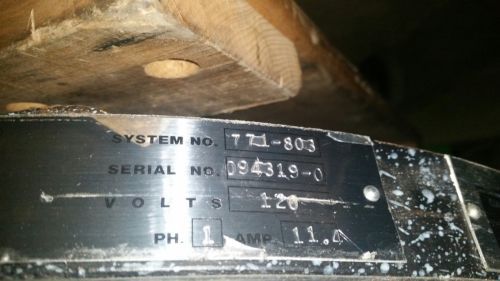 SYSTEM NO. 771-803
SERIAL NO. 094319-0
VOLTS 120
PH. 1 AMP. 11.4